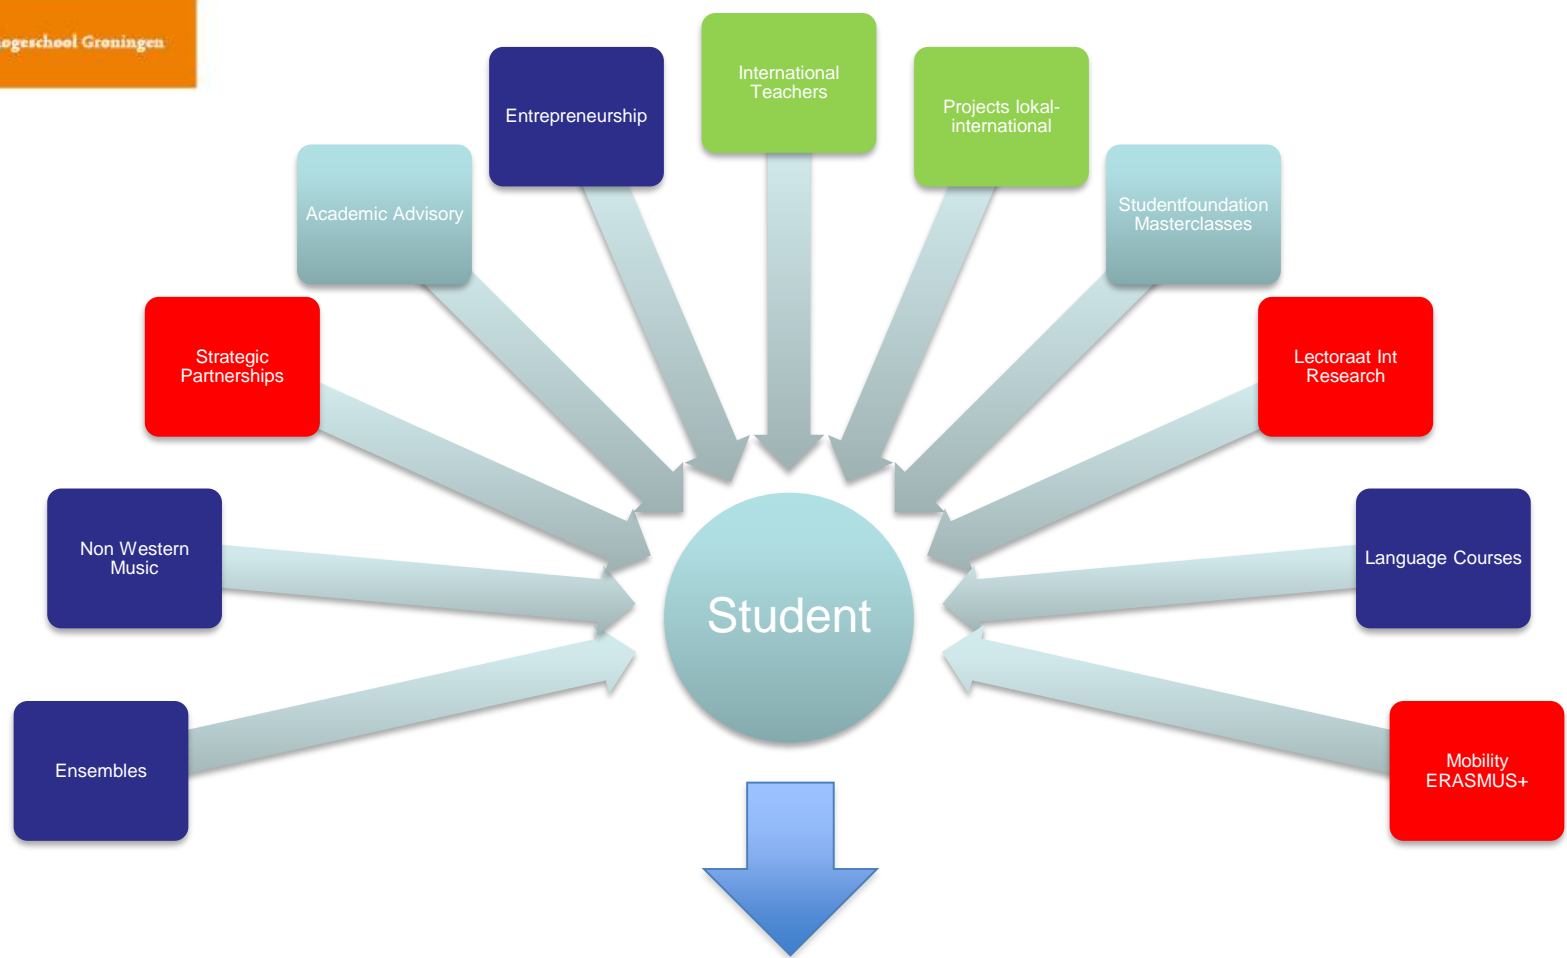 ogeschool Groningen
International
Teachers
Entrepreneurship
Projects lokal-
international
Academic Advisory
Studentfoundation
Masterclasses
Strategic
Partnerships
Lectoraat Int
Research
Non Western
Music
Language Courses
Student
Ensembles
Mobility
ERASMUS+